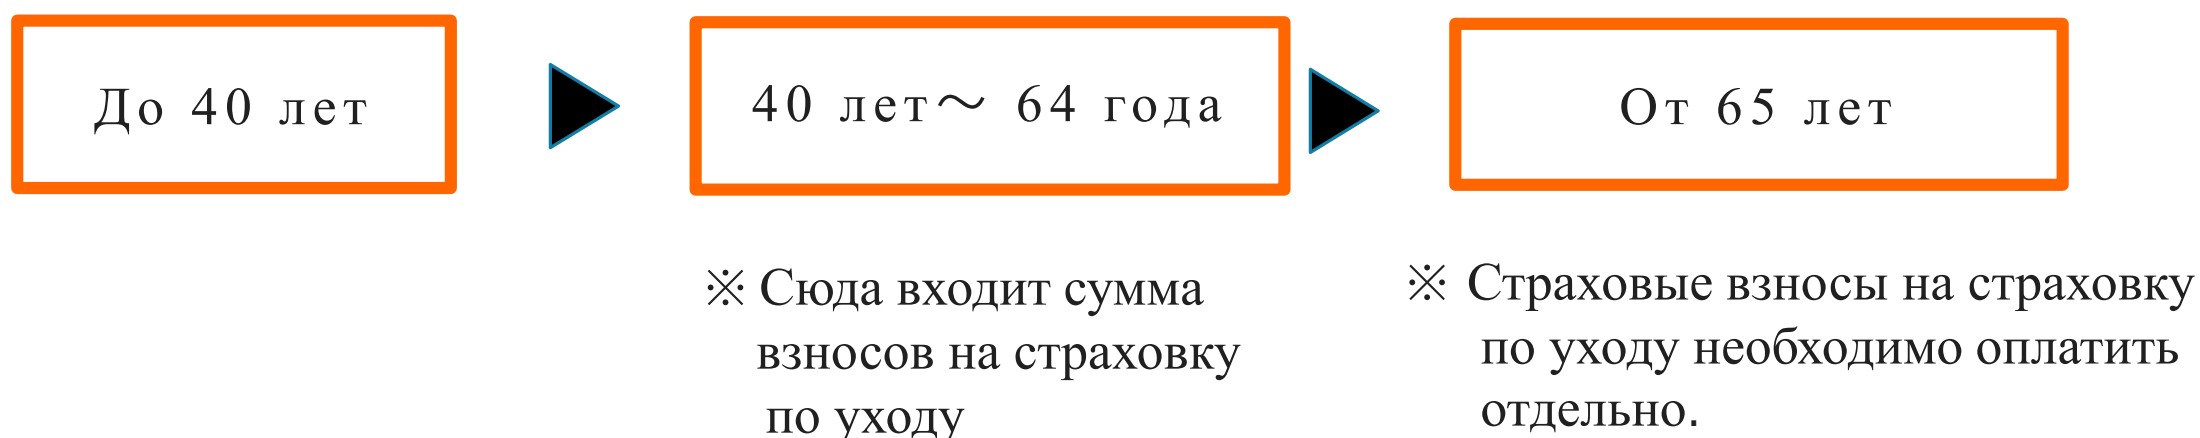 До 40 лет
40 лет～ 64 года
От 65 лет
※ Сюда входит сумма
взносов на страховку
по уходу
※ Страховые взносы на страховку
по уходу необходимо оплатить
отдельно.